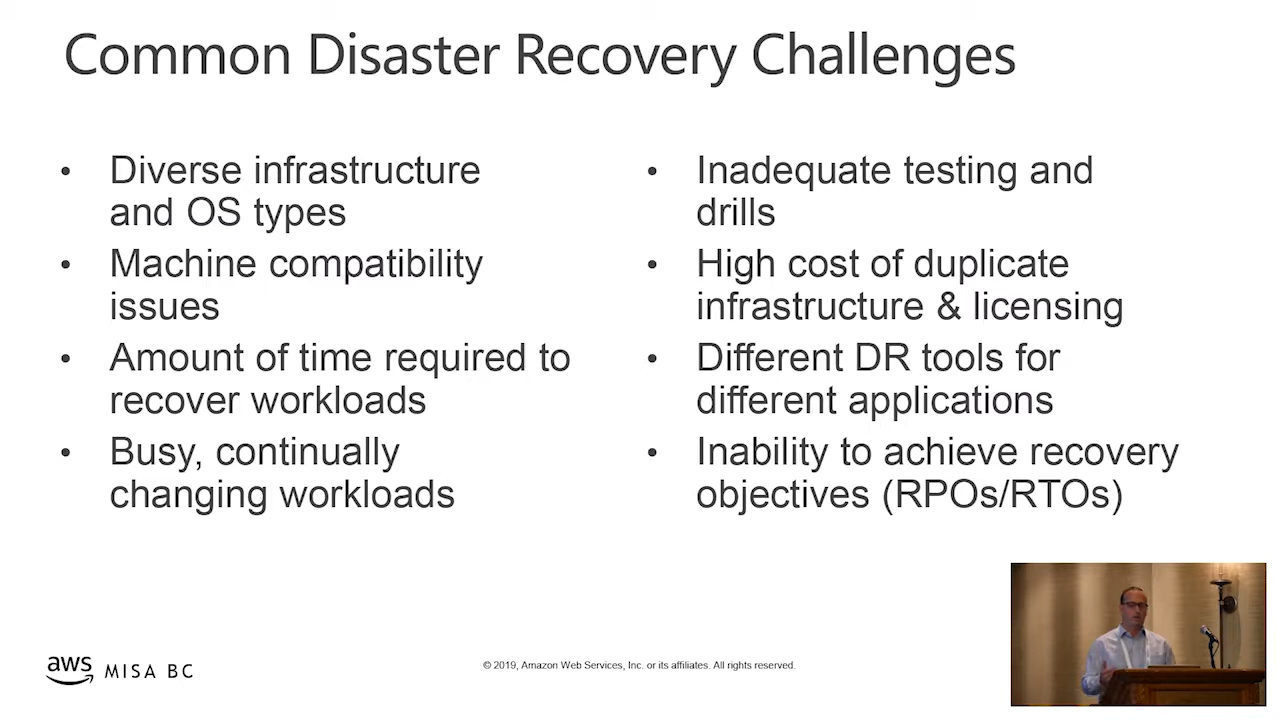 Common Disaster Recovery Challenges
• Diverse infrastructure
and OS types
• Machine compatibility
issues
• Amount of time required to
recover workloads
• Busy, continually
changing workloads
• Inadequate testing and
drills
• High cost of duplicate
infrastructure & licensing
• Different DR tools for
different applications
• Inability to achieve recovery
objectives (RPOs/RTOs)
aws MISA BC
© 2019, Amazon Web Services, Inc. or its affiliates. All rights reserved.